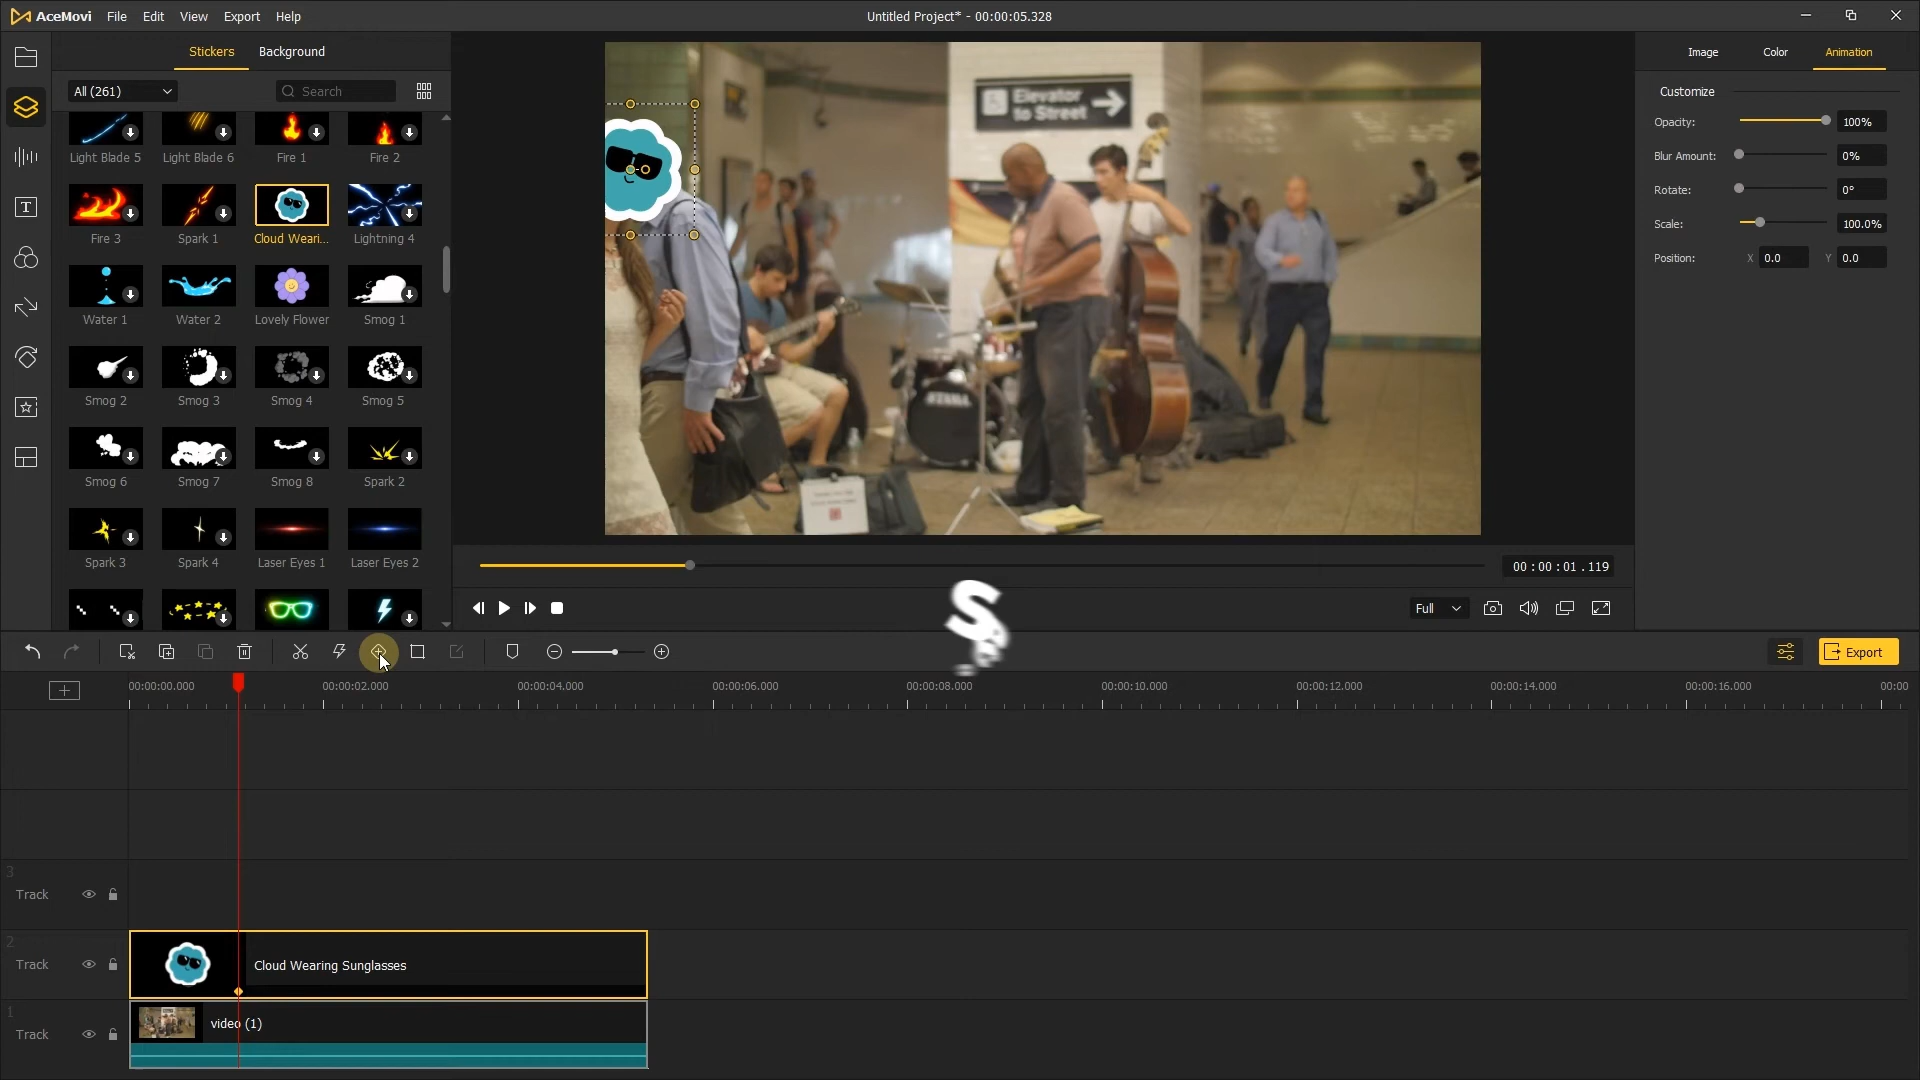 AceMovi File Edit View Export Help
Untitled Project* - 00:00:05.328
Stickers Background
All (261) Search
Light Blade 5 Light Blade 6 Fire 1 Fire 2
Fire 3 Spark 1 Cloud Weari... Lightning 4
Water 1 Water 2 Lovely Flower Smog 1
Smog 2 Smog 3 Smog 4 Smog 5
Smog 6 Smog 7 Smog 8 Spark 2
Spark 3 Spark 4 Laser Eyes 1 Laser Eyes 2
Elevator
to Street
TAMA
S
Image Color Animation
Customize
Opacity: 100%
Blur Amount: 0%
Rotate: 0°
Scale: 100.0%
Position: X 0.0 Y 0.0
00 : 00 : 01 . 119
Full
Export
00:00:00.000 00:00:02.000 00:00:04.000 00:00:06.000 00:00:08.000 00:00:10.000 00:00:12.000 00:00:14.000 00:00:16.000 00:00
3
Track
2
Track
Cloud Wearing Sunglasses
1
Track
video (1)